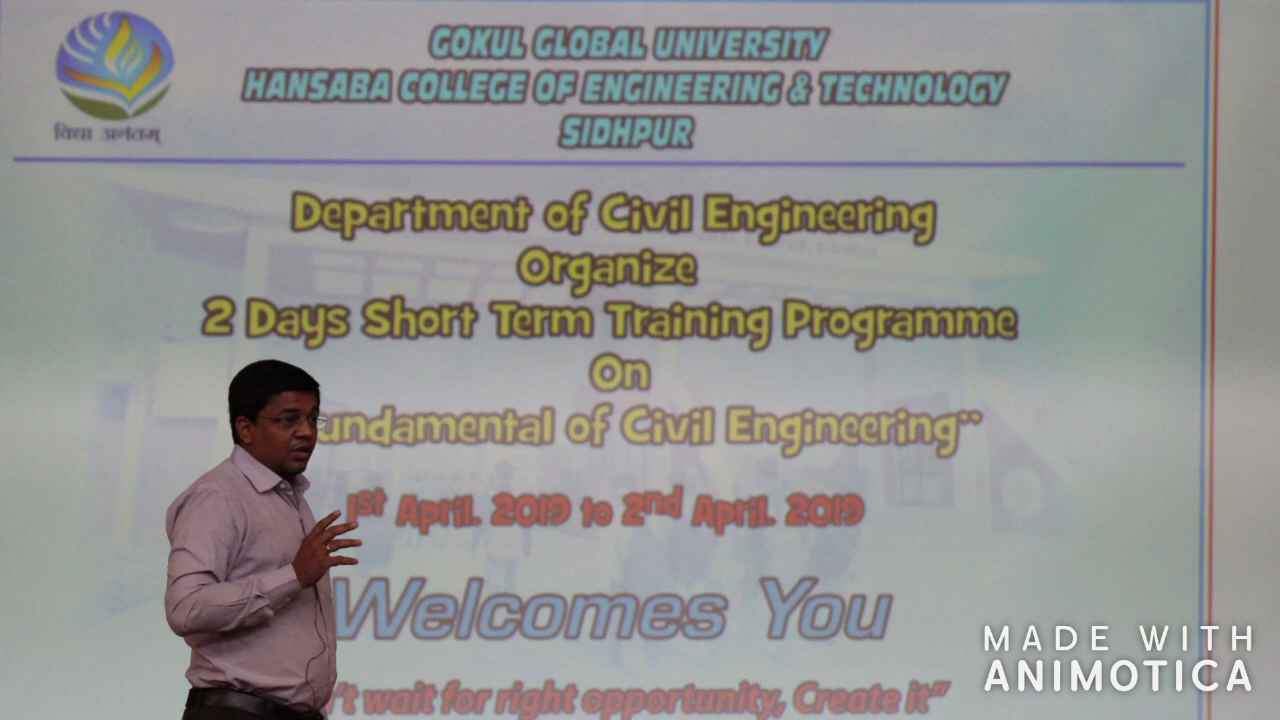 GOKUL GLOBAL UNIVERSITY
HANSABA COLLEGE OF ENGINEERING & TECHNOLOGY
SIDHPUR
विद्या अनंतम्
Department of Civil Engineering
Organize
2 Days Short Term Training Programme
On
undamental of Civil Engineering”
1st April. 2019 to 2nd April. 2019
Welcomes You
't wait for right opportunity, Create it”
MADE WITH
ANIMOTICA